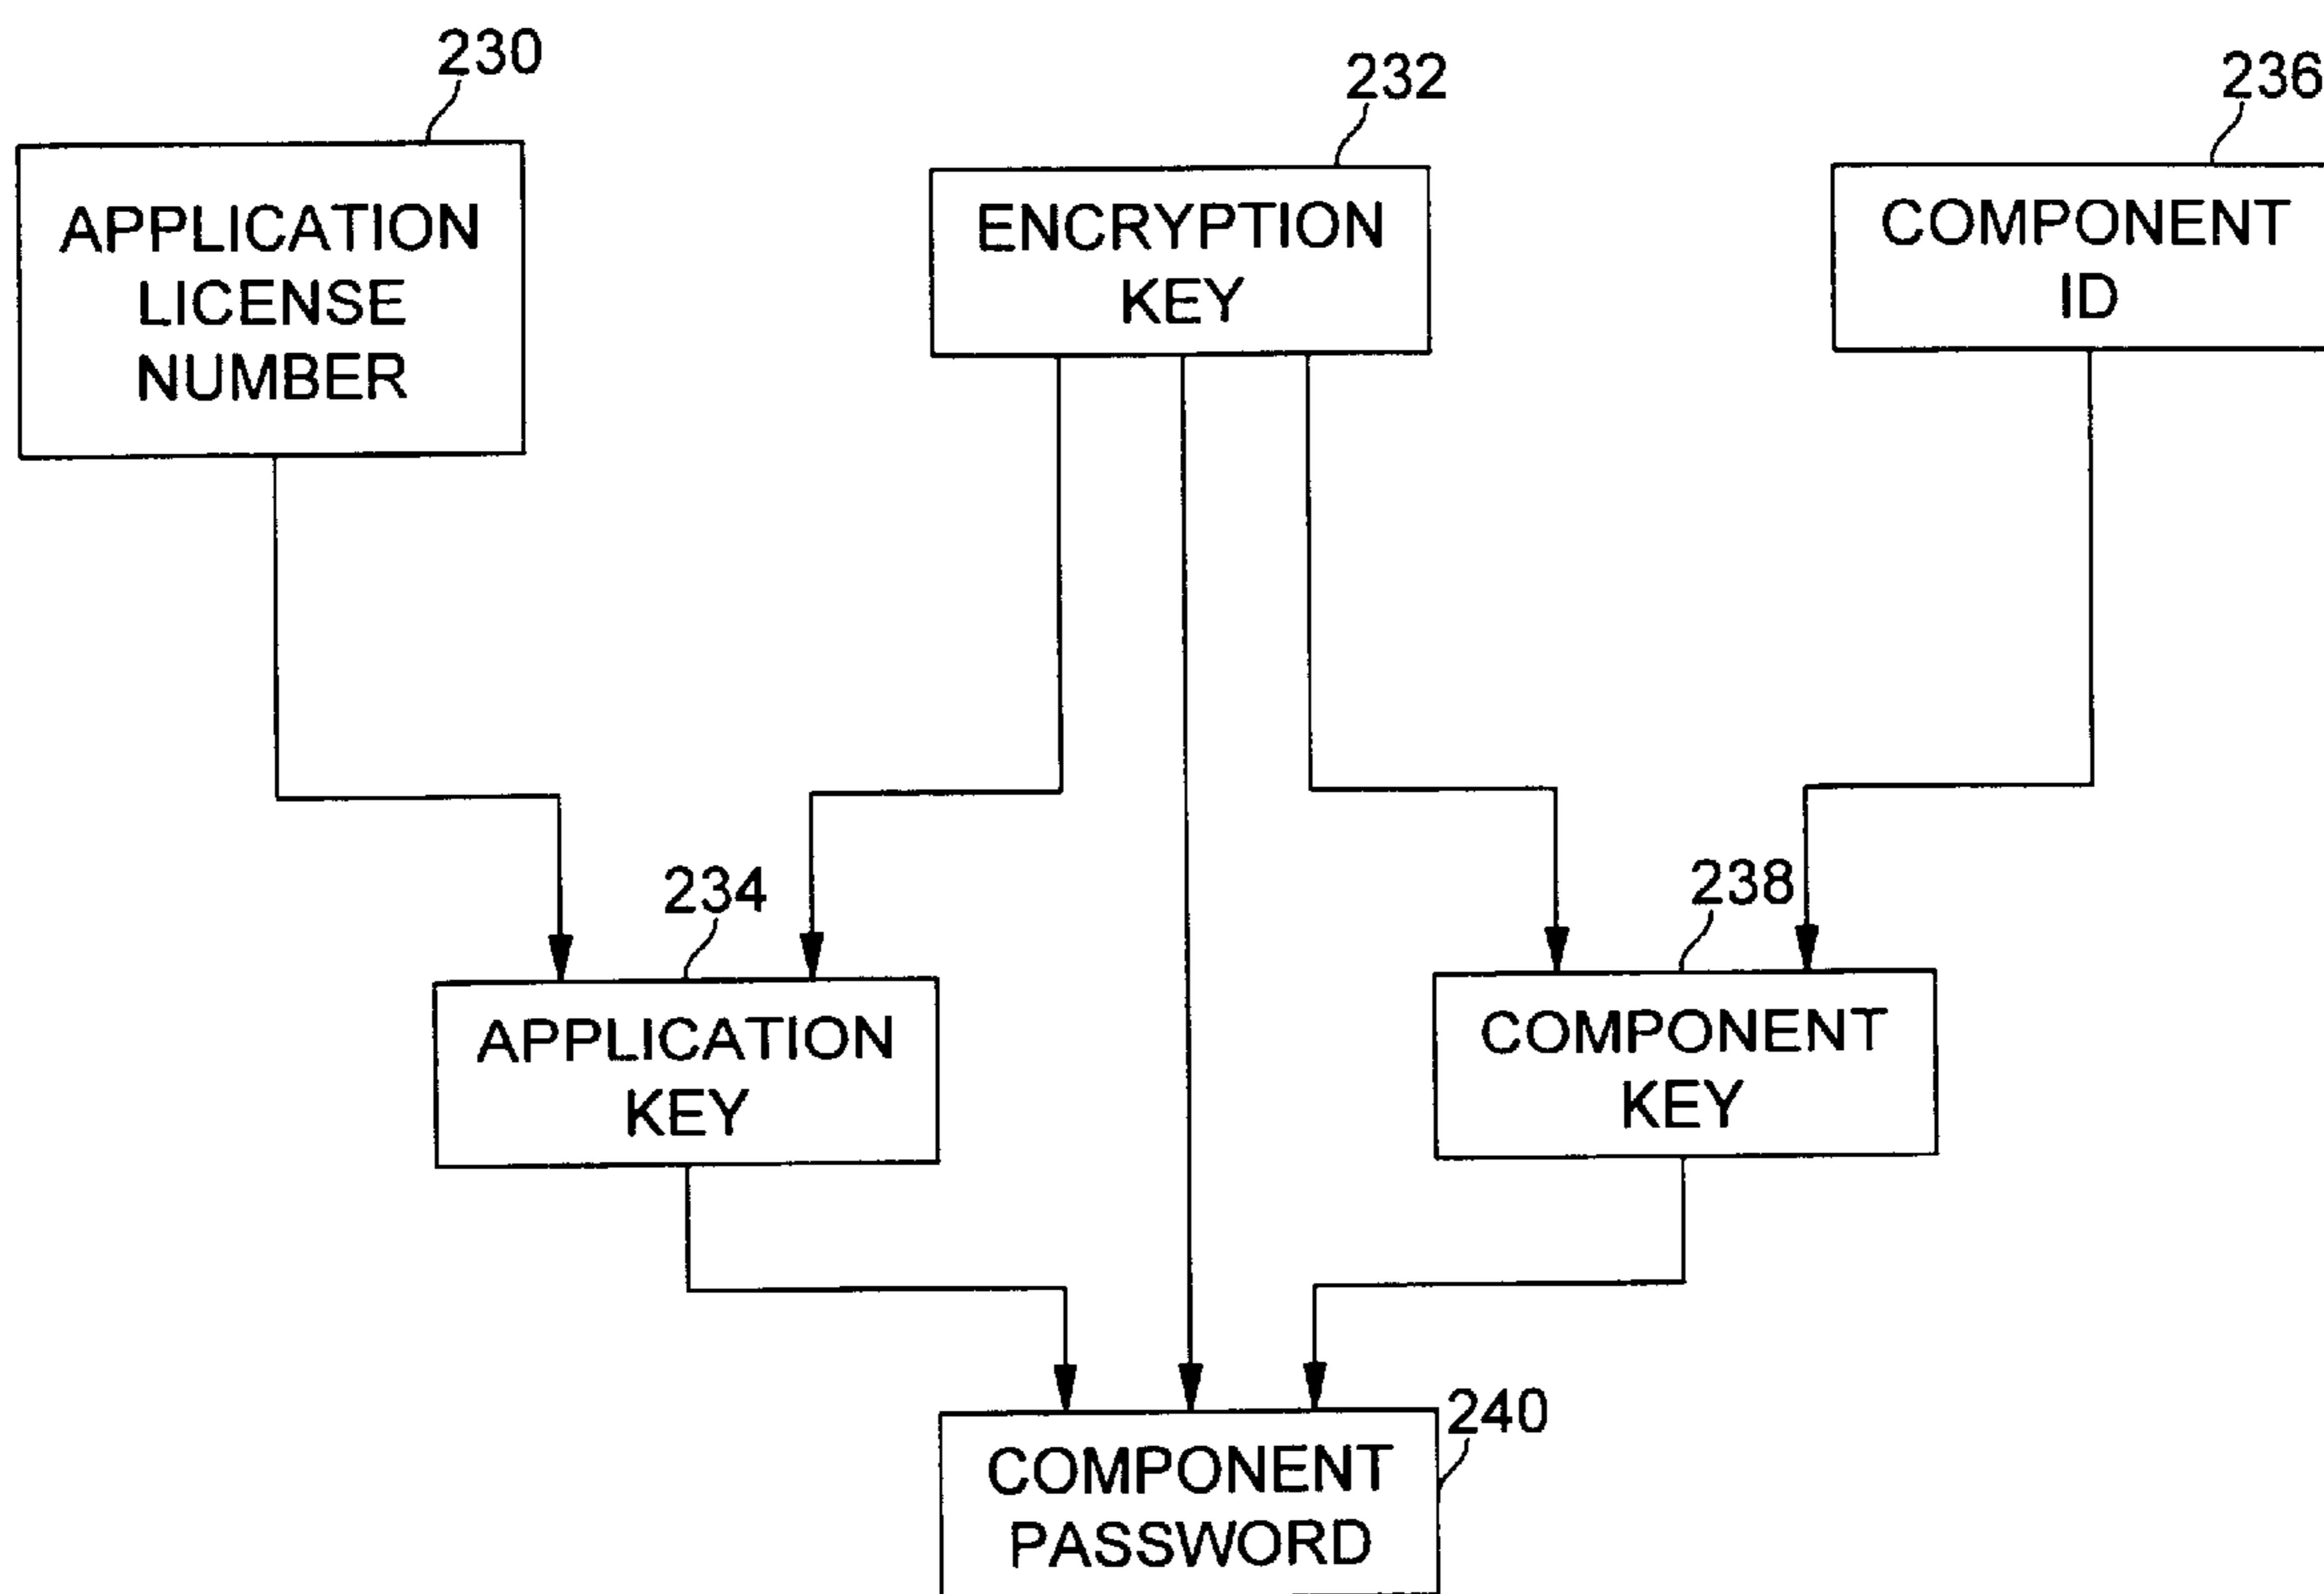 230
232
236
APPLICATION
LICENSE
NUMBER
ENCRYPTION
KEY
COMPONENT
ID
234
238
APPLICATION
KEY
COMPONENT
KEY
240
COMPONENT
PASSWORD